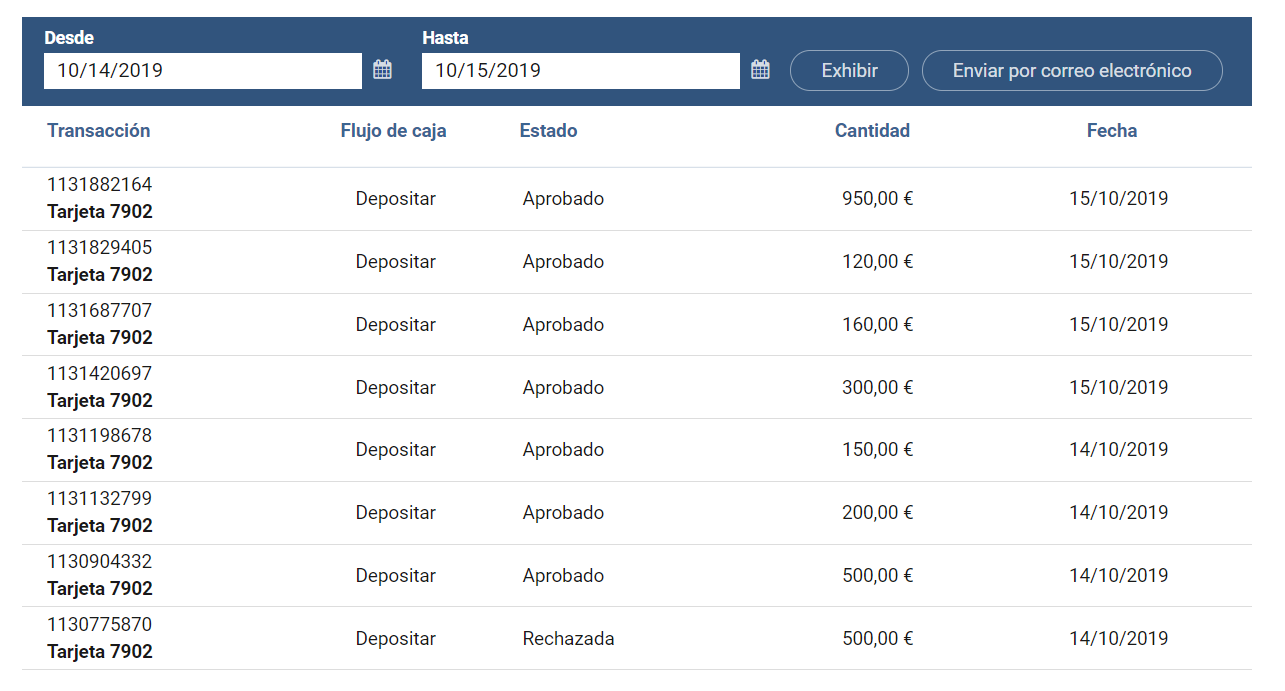 Desde Hasta
10/14/2019 10/15/2019 Exhibir Enviar por correo electrónico
Transacción Flujo de caja Estado Cantidad Fecha
1131882164
Tarjeta 7902 Depositar Aprobado 950,00 € 15/10/2019
1131829405
Tarjeta 7902 Depositar Aprobado 120,00 € 15/10/2019
1131687707
Tarjeta 7902 Depositar Aprobado 160,00 € 15/10/2019
1131420697
Tarjeta 7902 Depositar Aprobado 300,00 € 15/10/2019
1131198678
Tarjeta 7902 Depositar Aprobado 150,00 € 14/10/2019
1131132799
Tarjeta 7902 Depositar Aprobado 200,00 € 14/10/2019
1130904332
Tarjeta 7902 Depositar Aprobado 500,00 € 14/10/2019
1130775870
Tarjeta 7902 Depositar Rechazada 500,00 € 14/10/2019